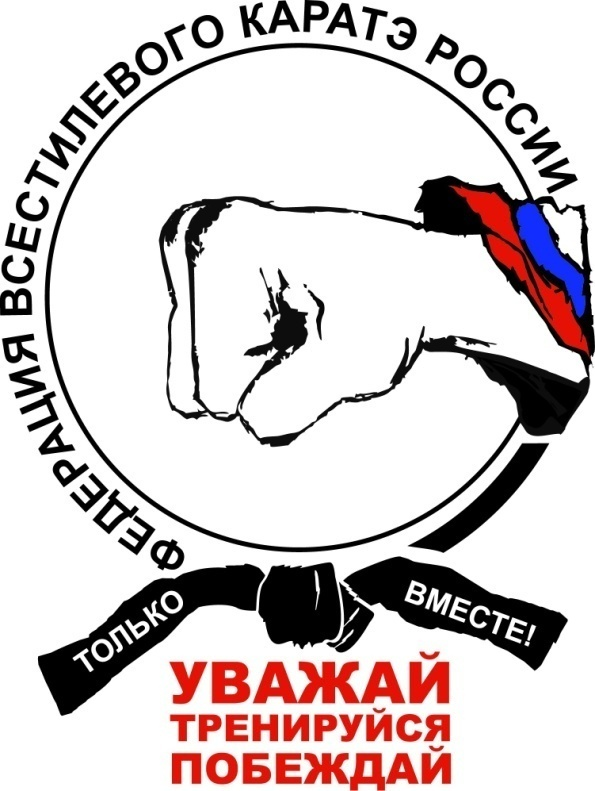 ФЕДЕРАЦИЯ ВСЕСТИЛЕВОГО КАРАТЭ РОССИИ
ТОЛЬКО
ВМЕСТЕ!
УВАЖАЙ
ТРЕНИРУЙСЯ
ПОБЕЖДАЙ